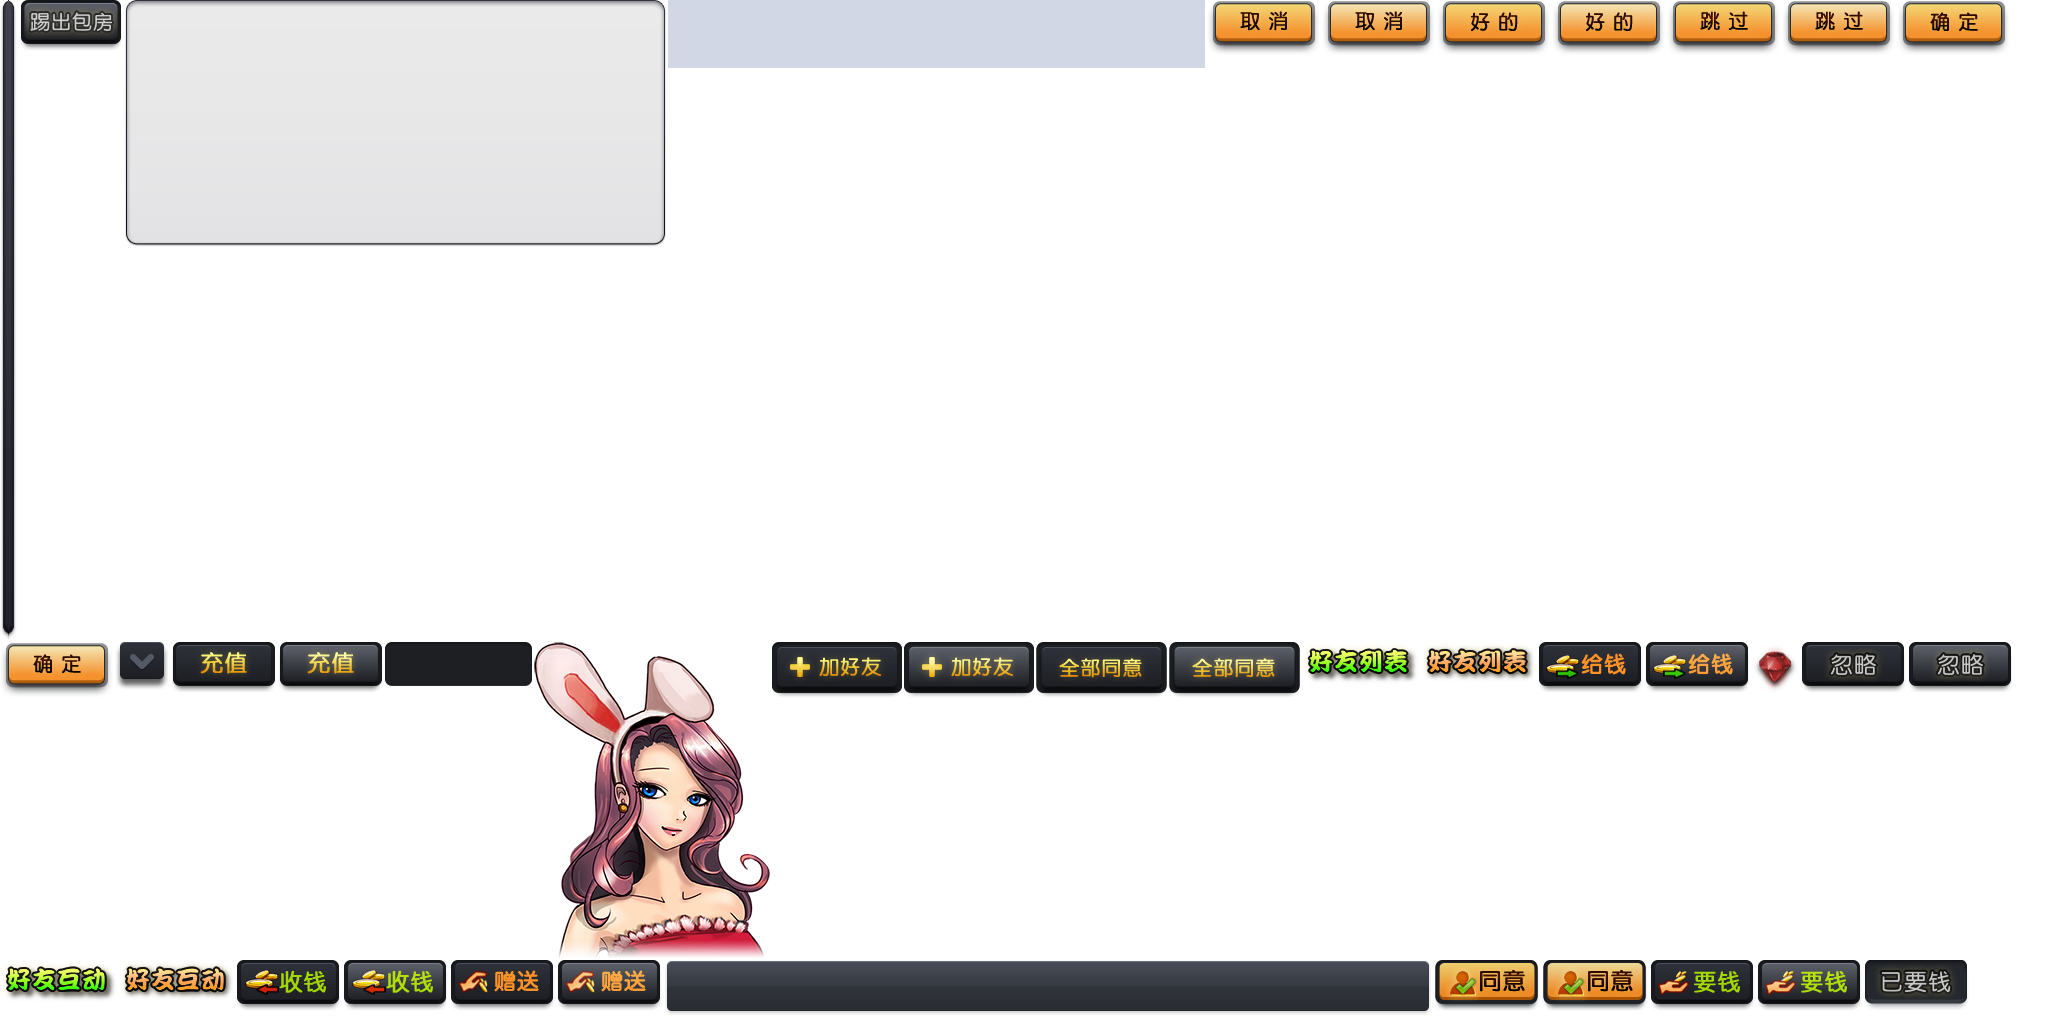 踢出包房
取 消
取 消
好 的
好 的
跳 过
跳 过
确 定
确 定
充值
充值
加好友
加好友
全部同意
全部同意
好友列表
好友列表
给钱
给钱
忽略
忽略
好友互动
好友互动
收钱
收钱
赠送
赠送
同意
同意
要钱
要钱
已要钱